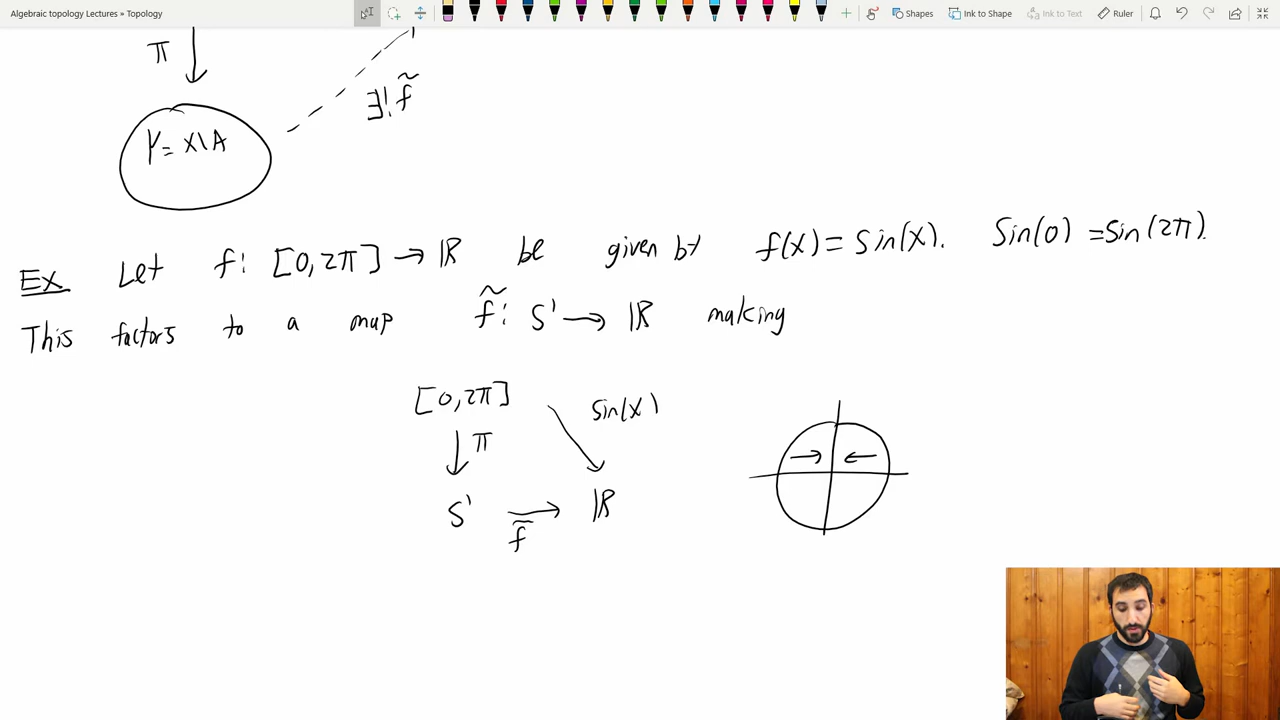 Algebraic topology Lectures » Topology
Shapes
Ink to Shape
Ink to Text
Ruler
π
∃! f̃
Y = X\A
Ex Let f: [0, 2π] → ℝ be given by f(x) = Sin(x). Sin(0) = Sin(2π).
This factors to a map f̃: S¹ → ℝ making
[0, 2π] Sin(x)
π
S¹ → ℝ
f̃